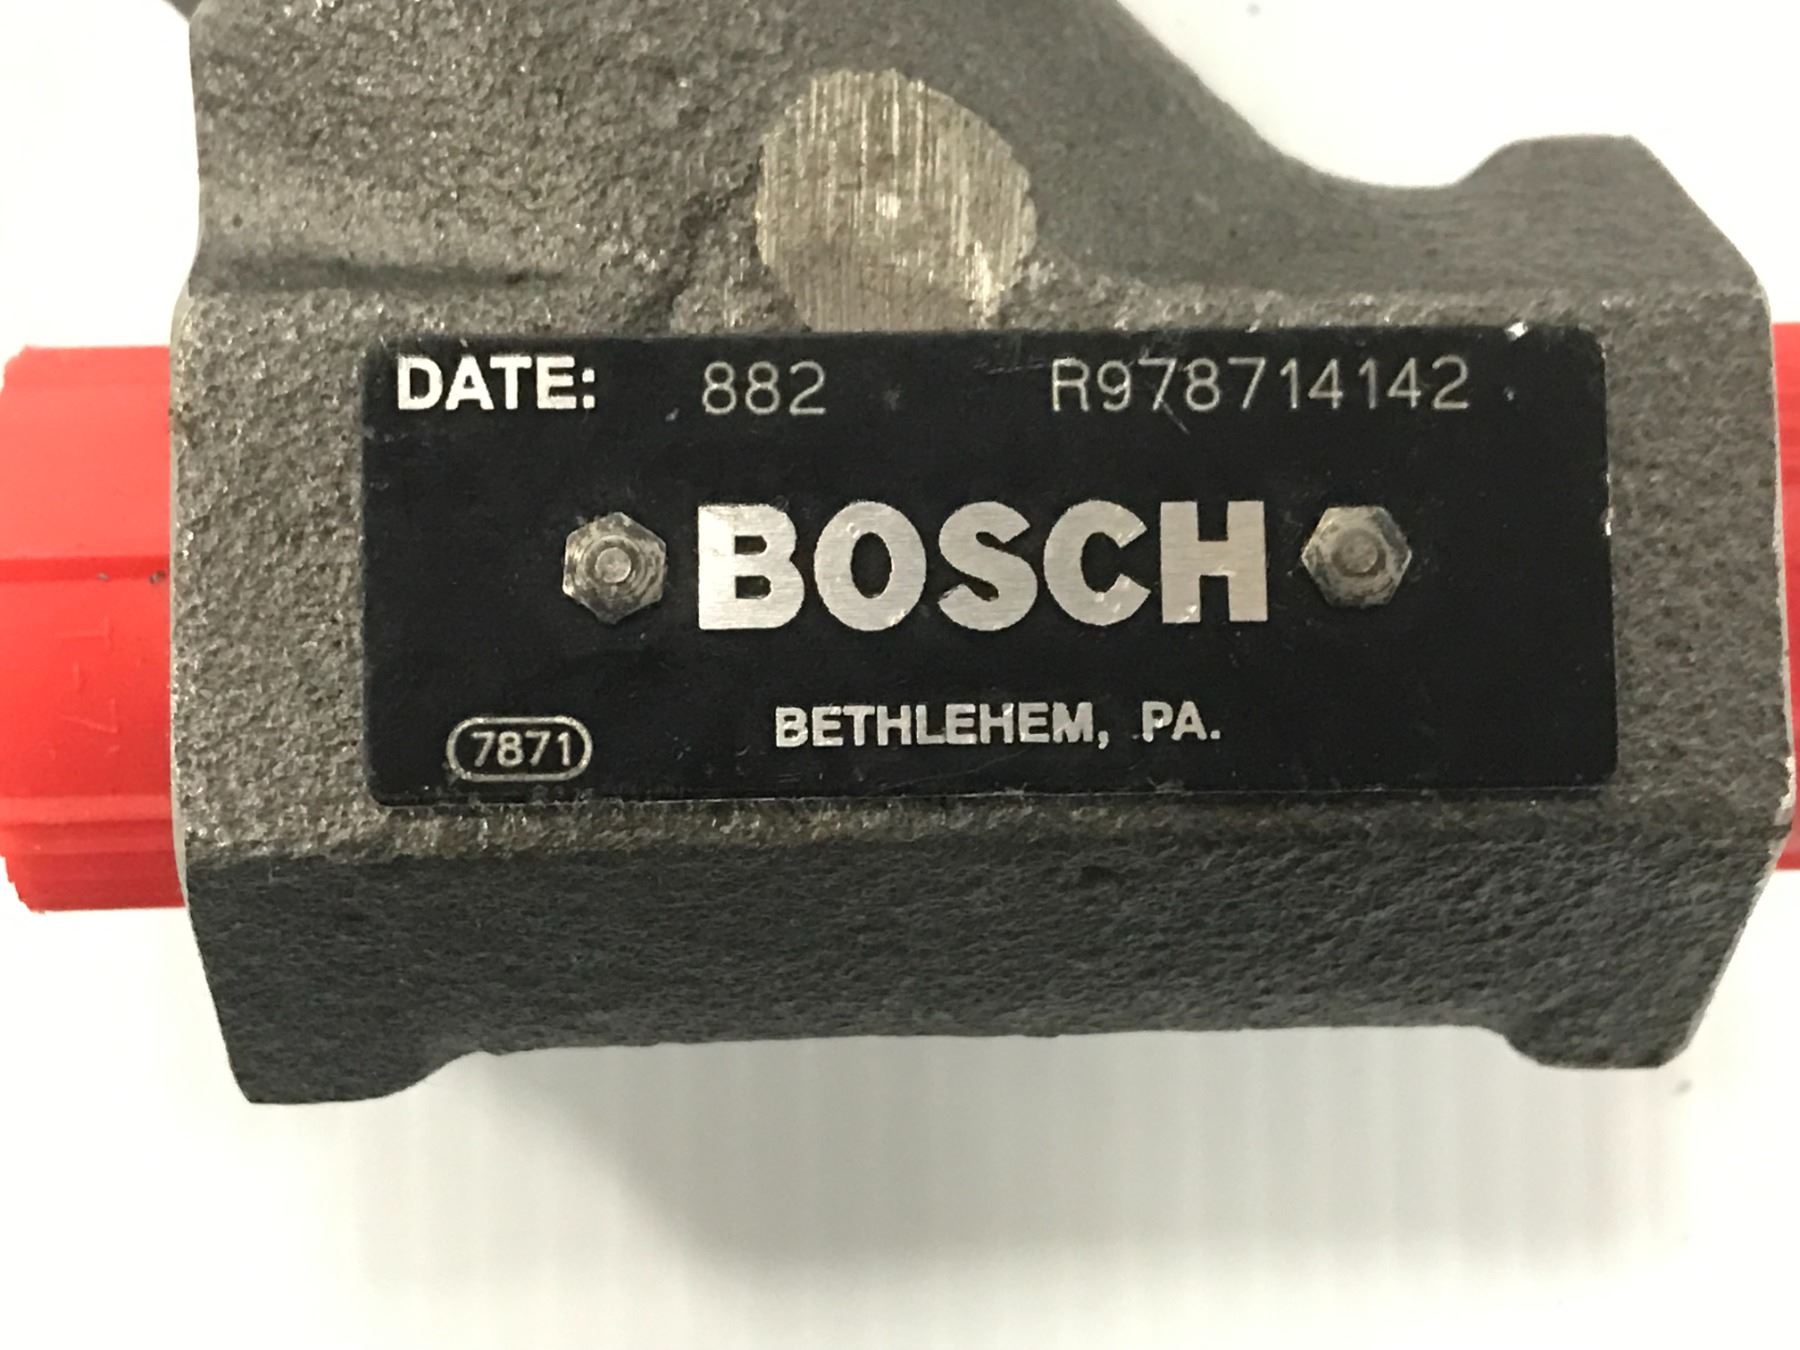 DATE: 882 R978714142
BOSCH
BETHLEHEM, PA.
7871